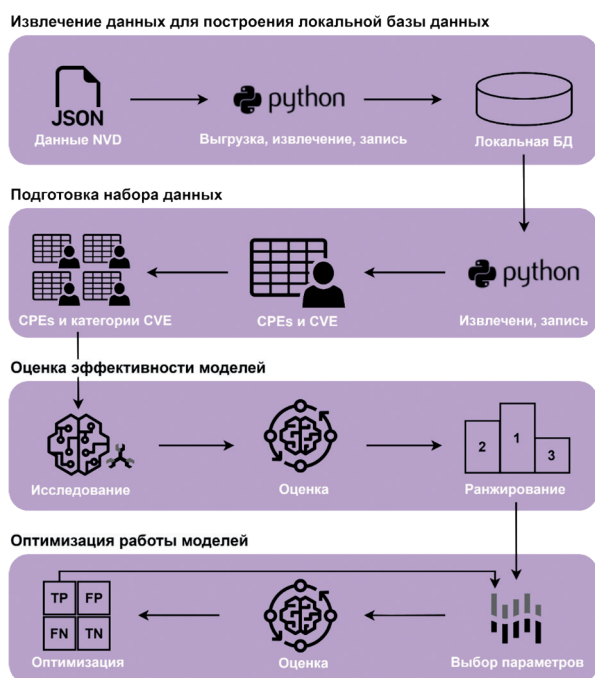 Извлечение данных для построения локальной базы данных
JSON
python
Данные NVD
Выгрузка, извлечение, запись
Локальная БД
Подготовка набора данных
python
CPEs и категории CVE
CPEs и CVE
Извлечени, запись
Оценка эффективности моделей
2
1
3
Исследование
Оценка
Ранжирование
Оптимизация работы моделей
TP FP
FN TN
Оптимизация
Оценка
Выбор параметров